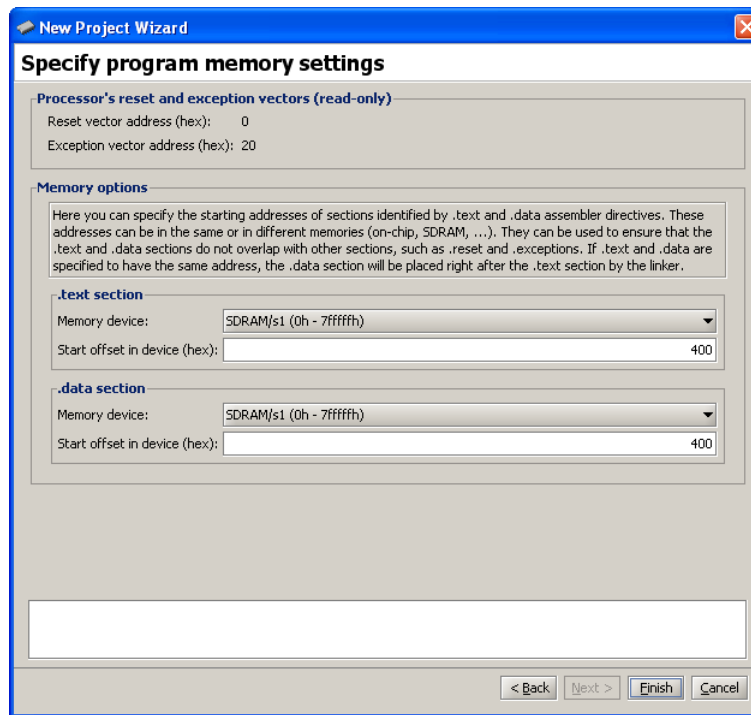 New Project Wizard
Specify program memory settings
Processor's reset and exception vectors (read-only)
Reset vector address (hex): 0
Exception vector address (hex): 20
Memory options
Here you can specify the starting addresses of sections identified by .text and .data assembler directives. These
addresses can be in the same or in different memories (on-chip, SDRAM, ...). They can be used to ensure that the
.text and .data sections do not overlap with other sections, such as .reset and .exceptions. If .text and .data are
specified to have the same address, the .data section will be placed right after the .text section by the linker.
.text section
Memory device: SDRAM/s1 (0h - 7fffffh)
Start offset in device (hex): 400
.data section
Memory device: SDRAM/s1 (0h - 7fffffh)
Start offset in device (hex): 400
< Back Next > Finish Cancel